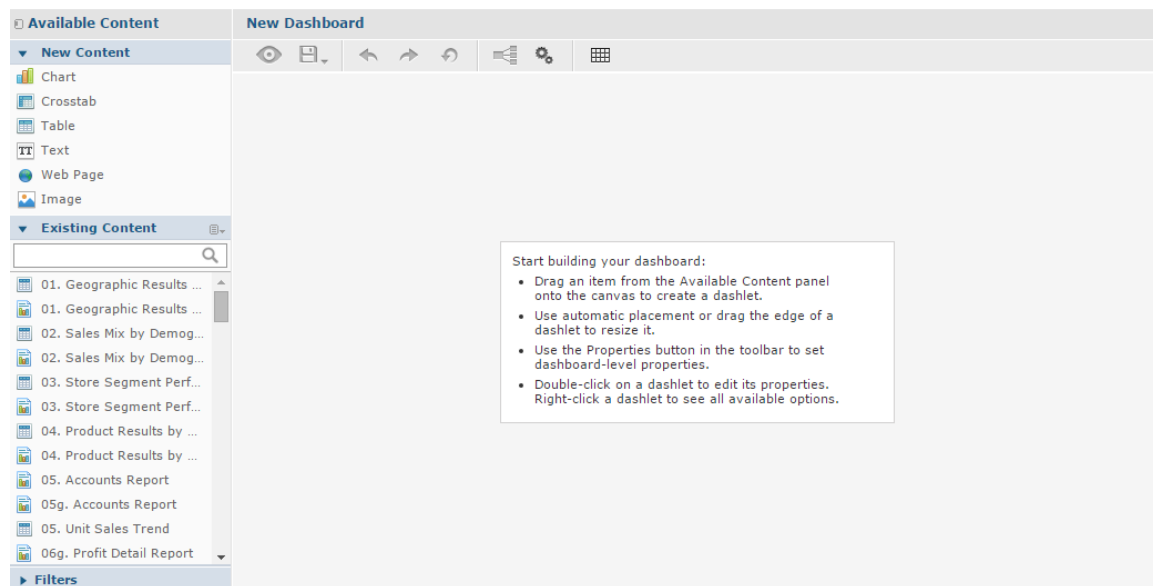 Available Content
New Dashboard
New Content
Chart
Crosstab
Table
TT Text
Web Page
Image
Existing Content
01. Geographic Results ...
01. Geographic Results ...
02. Sales Mix by Demog...
02. Sales Mix by Demog...
03. Store Segment Perf...
03. Store Segment Perf...
04. Product Results by ...
04. Product Results by ...
05. Accounts Report
05g. Accounts Report
05. Unit Sales Trend
06g. Profit Detail Report
Filters
Start building your dashboard:
• Drag an item from the Available Content panel
onto the canvas to create a dashlet.
• Use automatic placement or drag the edge of a
dashlet to resize it.
• Use the Properties button in the toolbar to set
dashboard-level properties.
• Double-click on a dashlet to edit its properties.
Right-click a dashlet to see all available options.